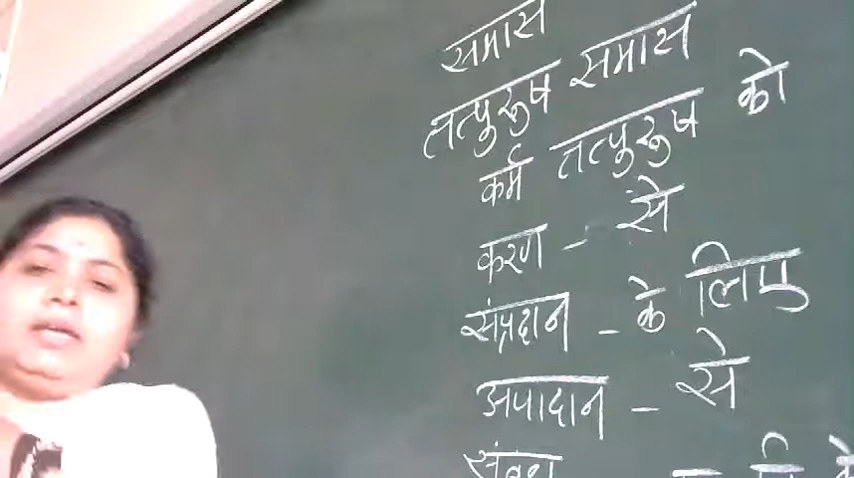 समास
तत्पुरुष समास
कर्म तत्पुरुष को
करण - से
संप्रदान - के लिए
अपादान - से
संबंध